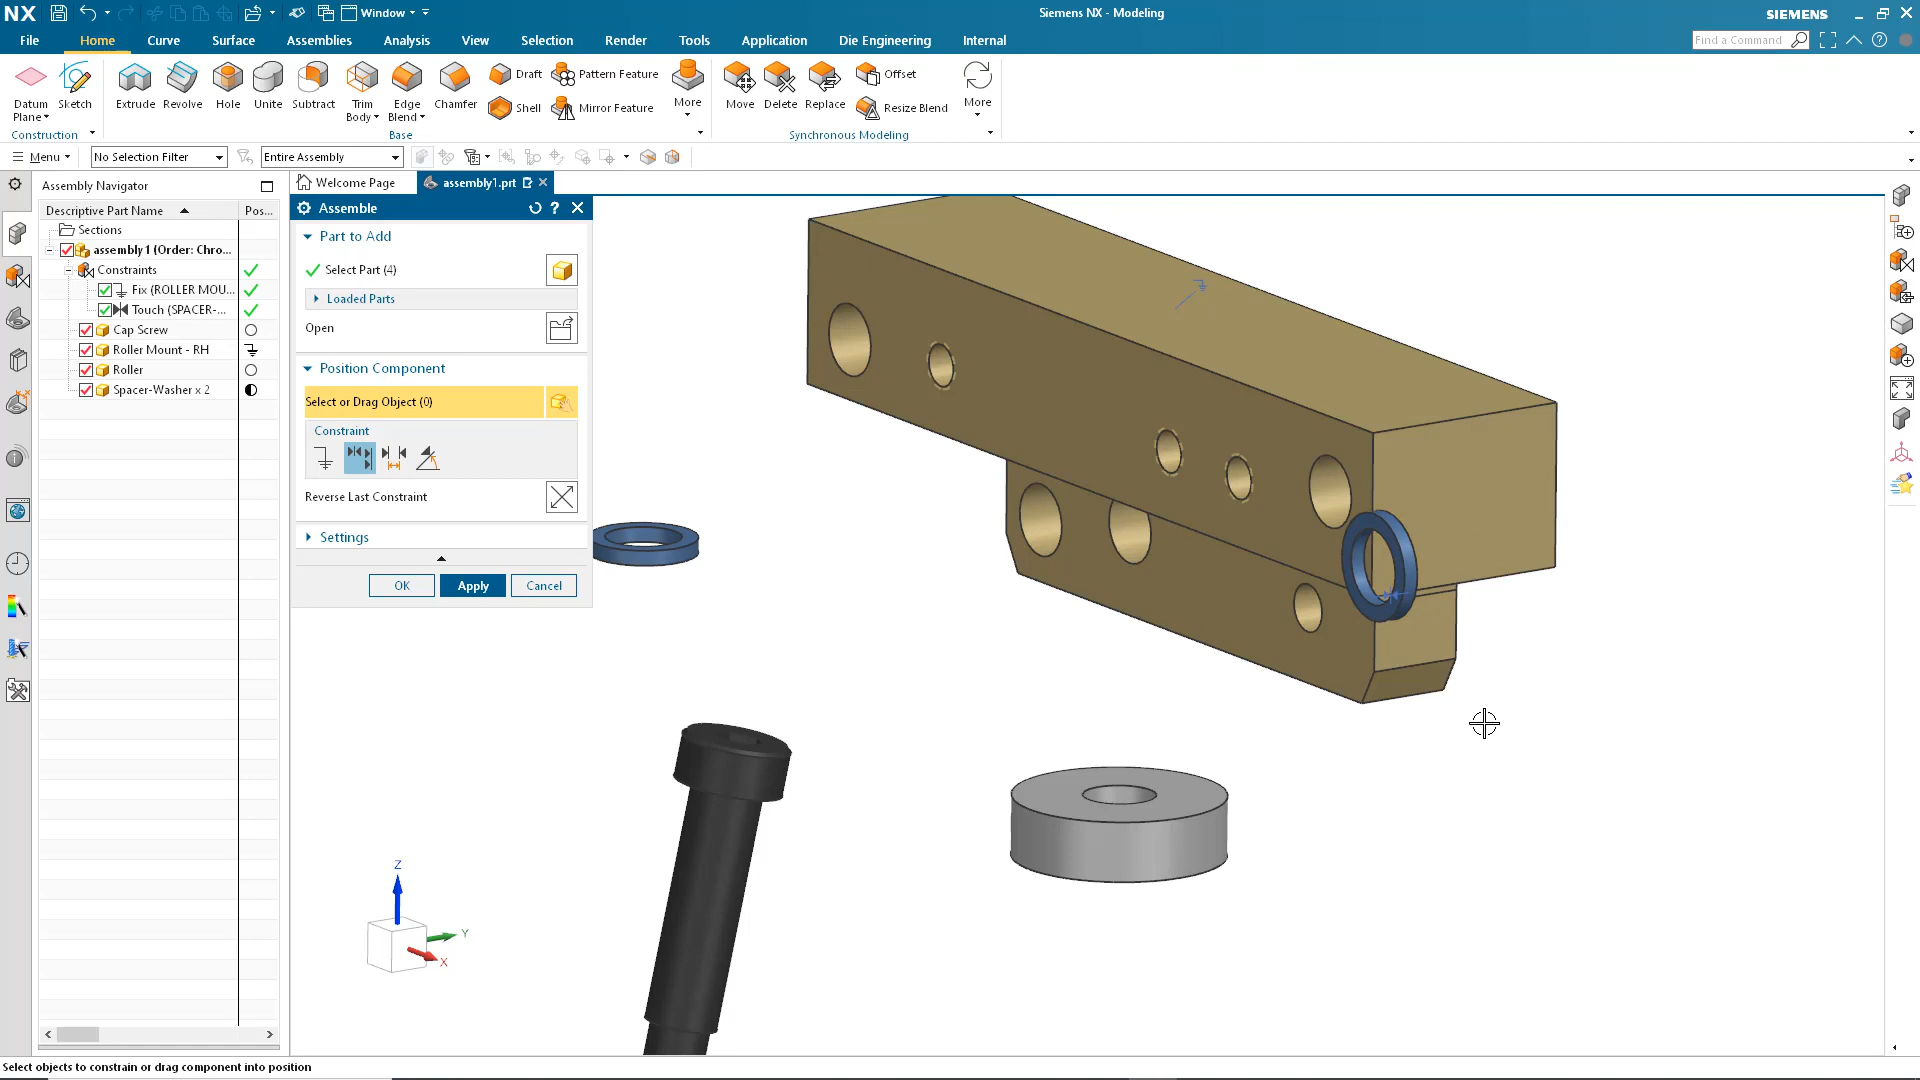 NX
Window
Siemens NX - Modeling
SIEMENS
File
Home
Curve
Surface
Assemblies
Analysis
View
Selection
Render
Tools
Application
Die Engineering
Internal
Find a Command
Datum Plane
Sketch
Extrude
Revolve
Hole
Unite
Subtract
Trim Body
Edge Blend
Chamfer
Draft
Shell
Pattern Feature
Mirror Feature
More
Move
Delete
Replace
Offset
Resize Blend
More
Construction
Base
Synchronous Modeling
Menu
No Selection Filter
Entire Assembly
Assembly Navigator
Welcome Page
assembly1.prt
Descriptive Part Name
Pos...
Sections
assembly1 (Order: Chro...
Constraints
Fix (ROLLER MOU...
Touch (SPACER-...
Cap Screw
Roller Mount - RH
Roller
Spacer-Washer x 2
Assemble
?
Part to Add
Select Part (4)
Loaded Parts
Open
Position Component
Select or Drag Object (0)
Constraint
Reverse Last Constraint
Settings
OK
Apply
Cancel
Z
Y
X
Select objects to constrain or drag component into position